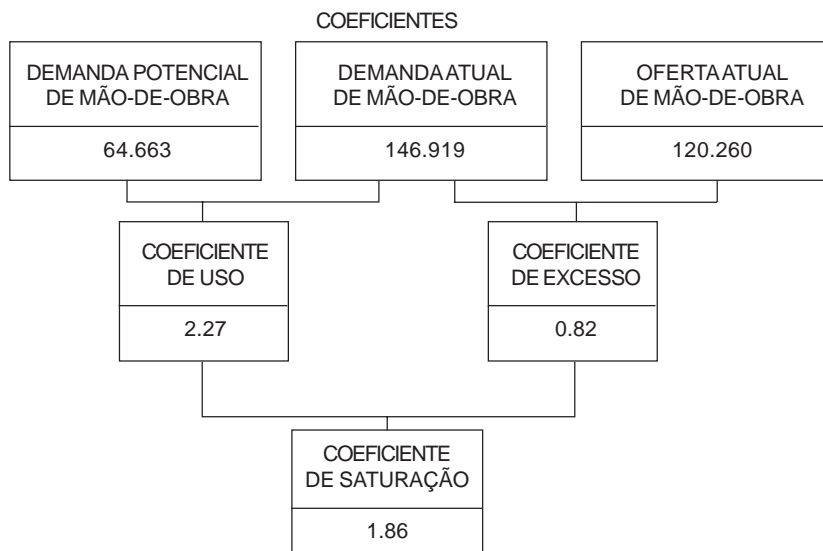 COEFICIENTES
DEMANDA POTENCIAL
DE MÃO-DE-OBRA
64.663
DEMANDA ATUAL
DE MÃO-DE-OBRA
146.919
OFERTA ATUAL
DE MÃO-DE-OBRA
120.260
COEFICIENTE
DE USO
2.27
COEFICIENTE
DE EXCESSO
0.82
COEFICIENTE
DE SATURAÇÃO
1.86